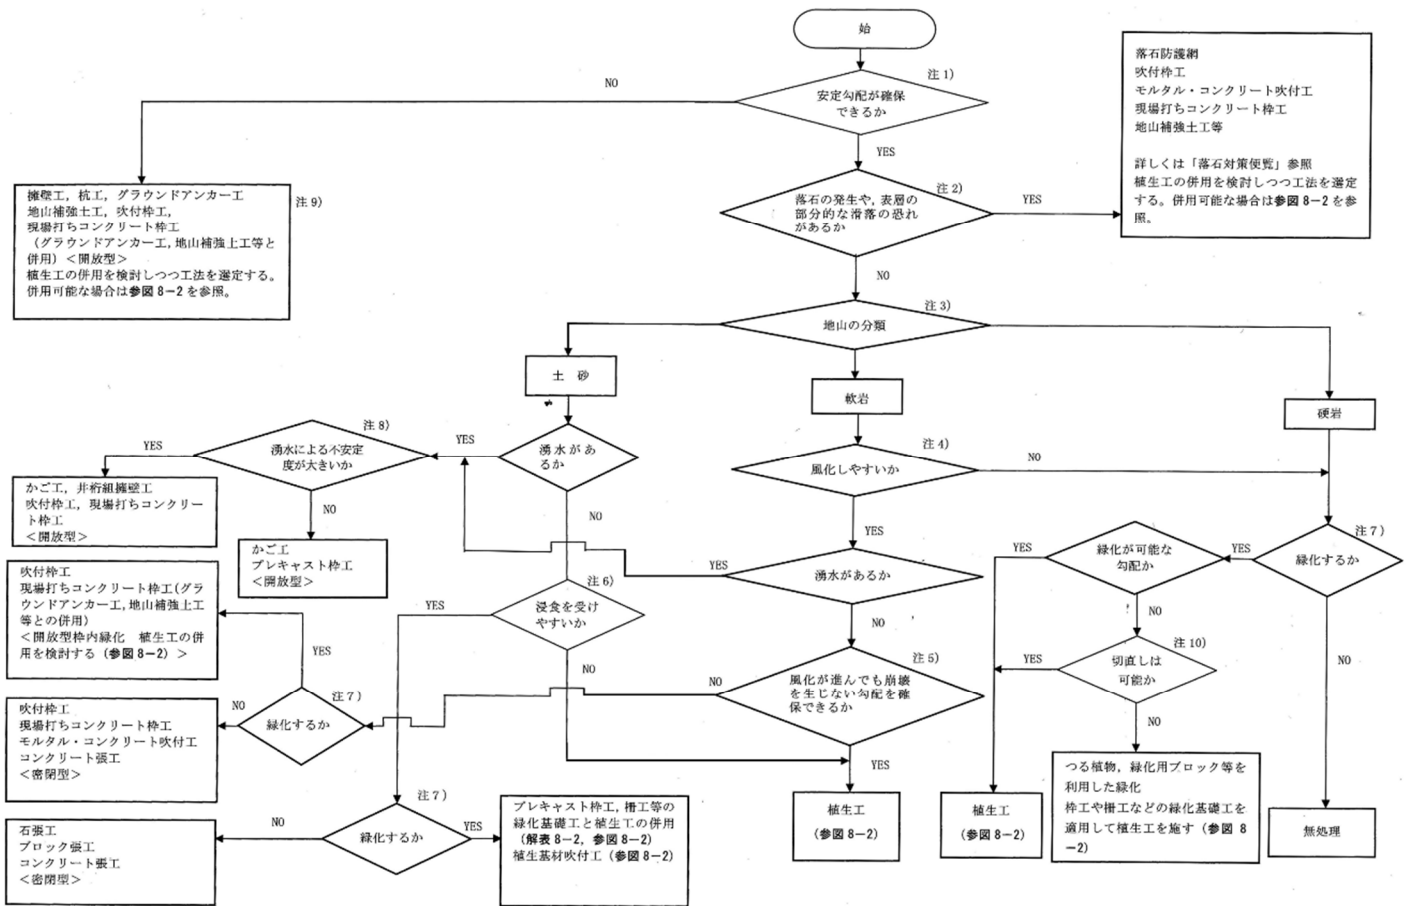 始
注1)
安定勾配が確保
できるか
NO
YES
落石防護網
吹付枠工
モルタル・コンクリート吹付工
現場打ちコンクリート枠工
地山補強土工等
詳しくは「落石対策便覧」参照
植生工の併用を検討しつつ工法を選定
する。併用可能な場合は参図8-2を参
照。
注2)
落石の発生や,表層の
部分的な滑落の恐れ
があるか
YES
NO
擁壁工,杭工,グラウンドアンカー工
地山補強土工,吹付枠工,
現場打ちコンクリート枠工
(グラウンドアンカー工,地山補強土工等と
併用)<開放型>
植生工の併用を検討しつつ工法を選定する。
併用可能な場合は参図8-2を参照。
注9)
注3)
地山の分類
土 砂
軟岩
硬岩
注8)
湧水による不安定
度が大きいか
YES
NO
湧水があ
るか
YES
NO
注4)
風化しやすいか
NO
YES
かご工,井桁組擁壁工
吹付枠工,現場打ちコンクリー
ト枠工
<開放型>
かご工
プレキャスト枠工
<開放型>
湧水があるか
YES
NO
緑化が可能な
勾配か
YES
NO
注7)
緑化するか
YES
NO
吹付枠工
現場打ちコンクリート枠工(グラ
ウンドアンカー工,地山補強土工
等との併用)
<開放型枠内緑化 植生工の併
用を検討する(参図8-2)>
注6)
浸食を受け
やすいか
YES
NO
注5)
風化が進んでも崩壊
を生じない勾配を確
保できるか
NO
YES
注10)
切直しは
可能か
YES
NO
注7)
緑化するか
YES
NO
吹付枠工
現場打ちコンクリート枠工
モルタル・コンクリート吹付工
コンクリート張工
<密閉型>
注7)
緑化するか
NO
YES
石張工
ブロック張工
コンクリート張工
<密閉型>
プレキャスト枠工,柵工等の
緑化基礎工と植生工の併用
(解表8-2,参図8-2)
植生基材吹付工(参図8-2)
植生工
(参図8-2)
植生工
(参図8-2)
つる植物,緑化用ブロック等を
利用した緑化
枠工や柵工などの緑化基礎工を
適用して植生工を施す(参図8
-2)
無処理